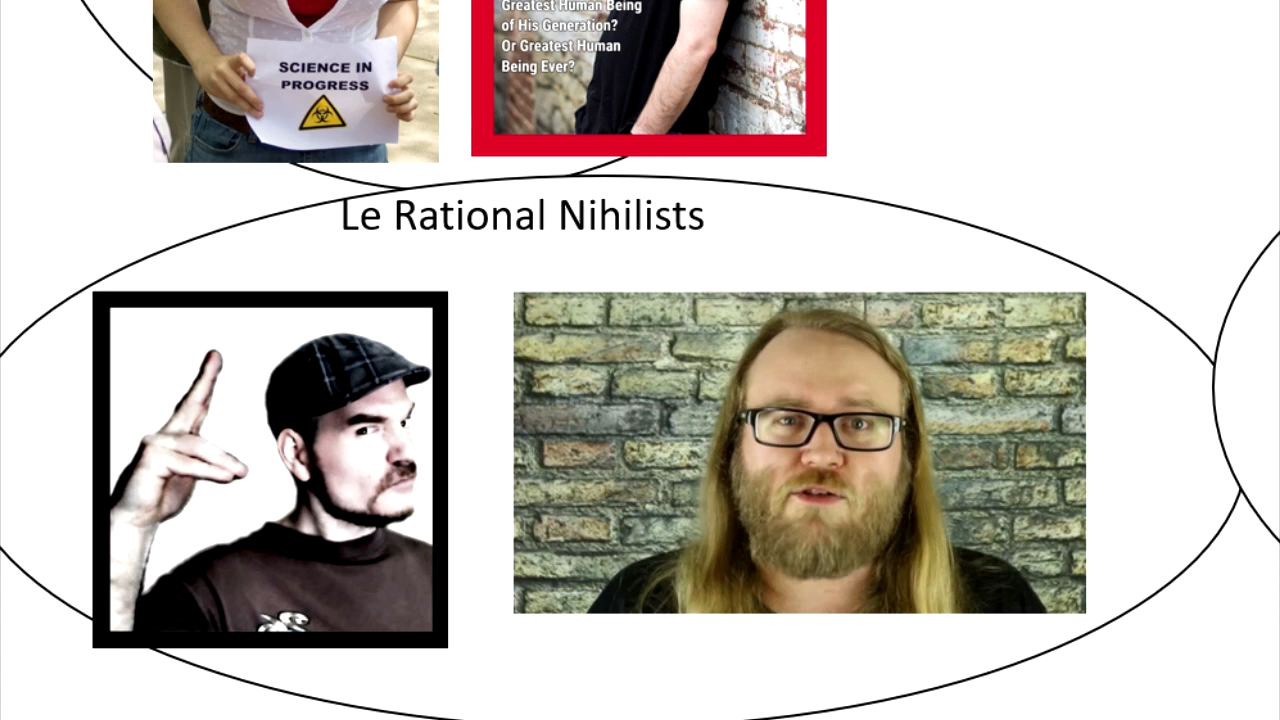 SCIENCE IN
PROGRESS
Greatest Human Being
of His Generation?
Or Greatest Human
Being Ever?
Le Rational Nihilists